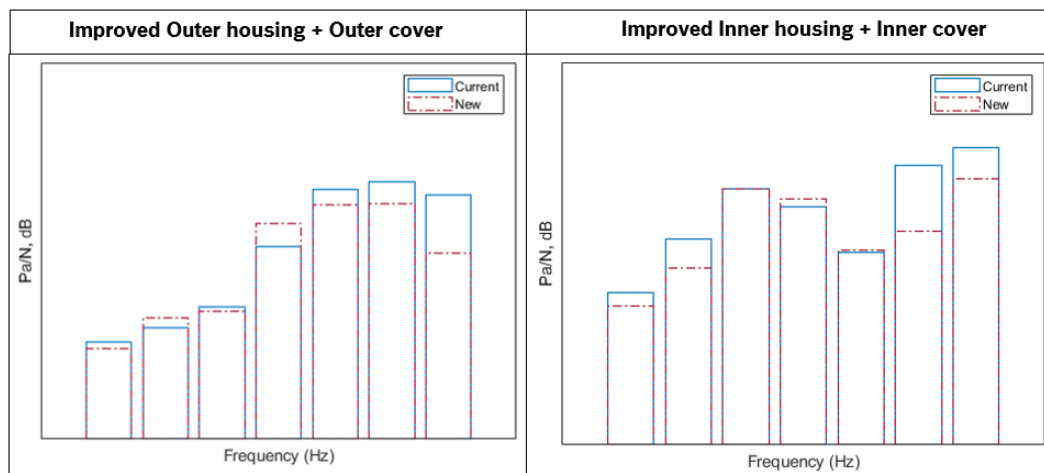 Improved Outer housing + Outer cover
Improved Inner housing + Inner cover
Current
New
Pa/N, dB
Frequency (Hz)
Current
New
Pa/N, dB
Frequency (Hz)